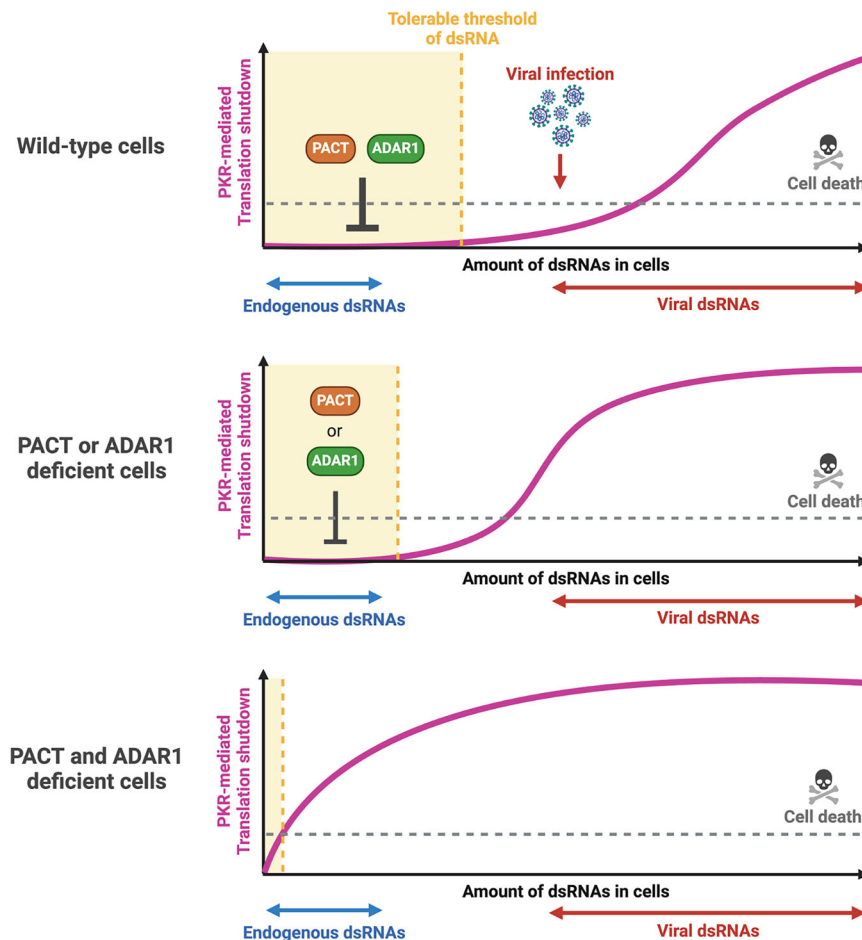 Tolerable threshold
of dsRNA
Viral infection
PKR-mediated
Translation shutdown
Wild-type cells
PACT
ADAR1
Cell death
Amount of dsRNAs in cells
Endogenous dsRNAs
Viral dsRNAs
PKR-mediated
Translation shutdown
PACT or ADAR1
deficient cells
PACT
or
ADAR1
Cell death
Amount of dsRNAs in cells
Endogenous dsRNAs
Viral dsRNAs
PKR-mediated
Translation shutdown
PACT and ADAR1
deficient cells
Cell death
Amount of dsRNAs in cells
Endogenous dsRNAs
Viral dsRNAs